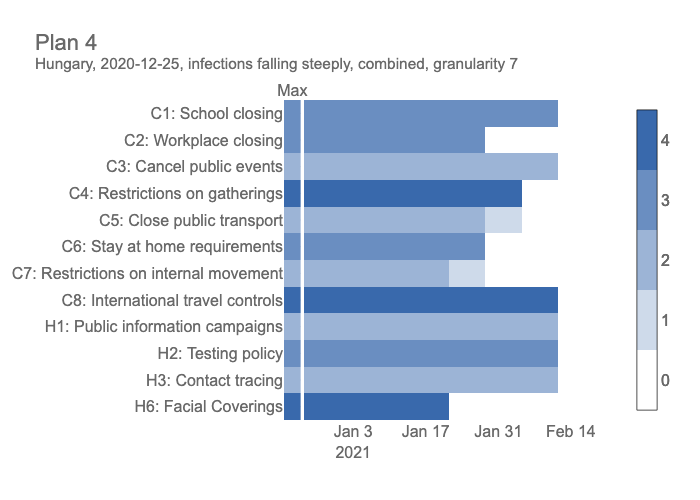 Plan 4
Hungary, 2020-12-25, infections falling steeply, combined, granularity 7
Max
C1: School closing
C2: Workplace closing
C3: Cancel public events
C4: Restrictions on gatherings
C5: Close public transport
C6: Stay at home requirements
C7: Restrictions on internal movement
C8: International travel controls
H1: Public information campaigns
H2: Testing policy
H3: Contact tracing
H6: Facial Coverings
Jan 3 Jan 17 Jan 31 Feb 14
2021
4
3
2
1
0